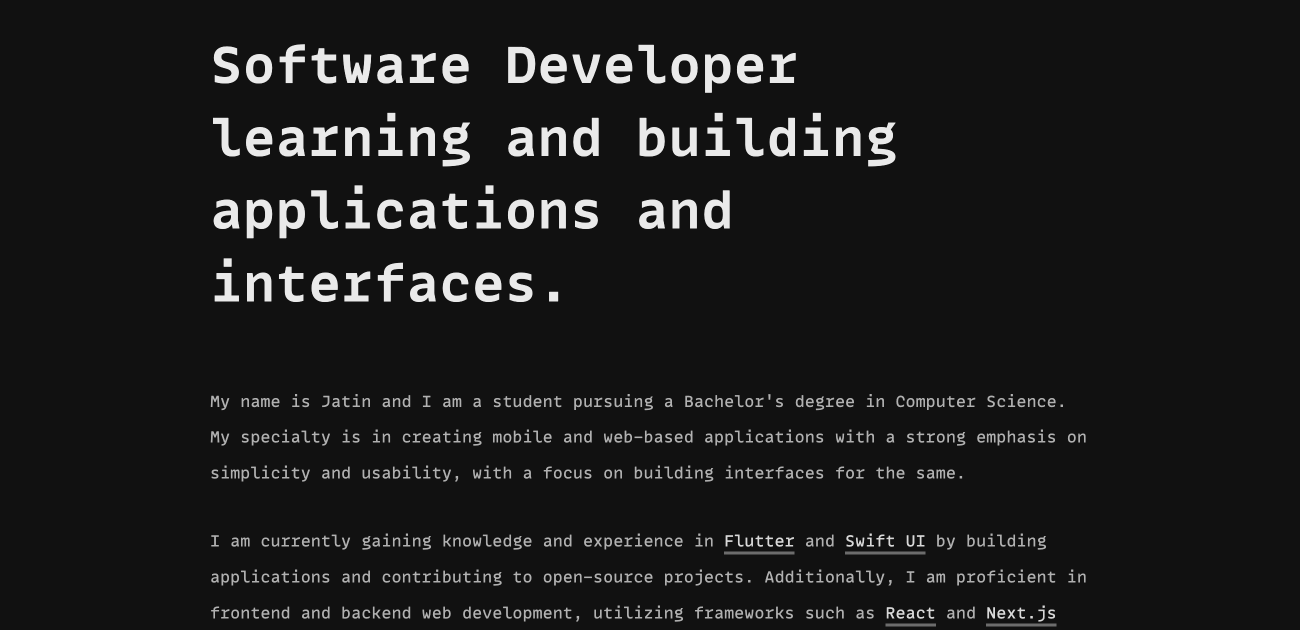 Software Developer
learning and building
applications and
interfaces.
My name is Jatin and I am a student pursuing a Bachelor's degree in Computer Science.
My specialty is in creating mobile and web-based applications with a strong emphasis on
simplicity and usability, with a focus on building interfaces for the same.
I am currently gaining knowledge and experience in Flutter and Swift UI by building
applications and contributing to open-source projects. Additionally, I am proficient in
frontend and backend web development, utilizing frameworks such as React and Next.js